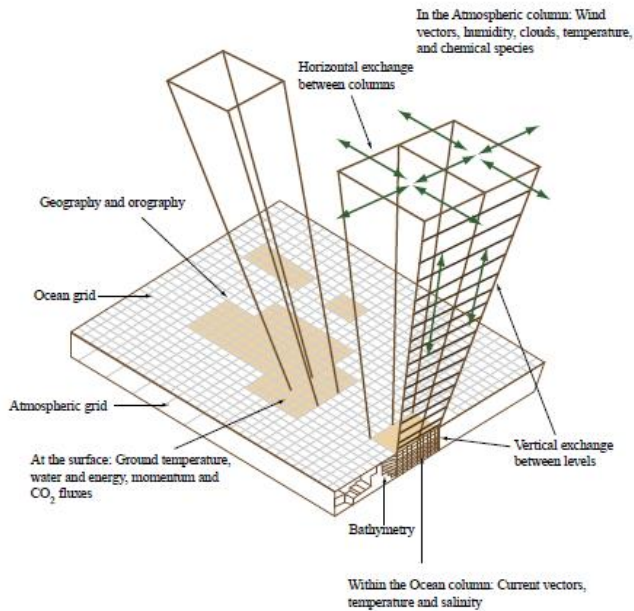 In the Atmospheric column: Wind
vectors, humidity, clouds, temperature,
and chemical species
Horizontal exchange
between columns
Geography and orography
Ocean grid
Atmospheric grid
At the surface: Ground temperature,
water and energy, momentum and
CO₂ fluxes
Vertical exchange
between levels
Bathymetry
Within the Ocean column: Current vectors,
temperature and salinity